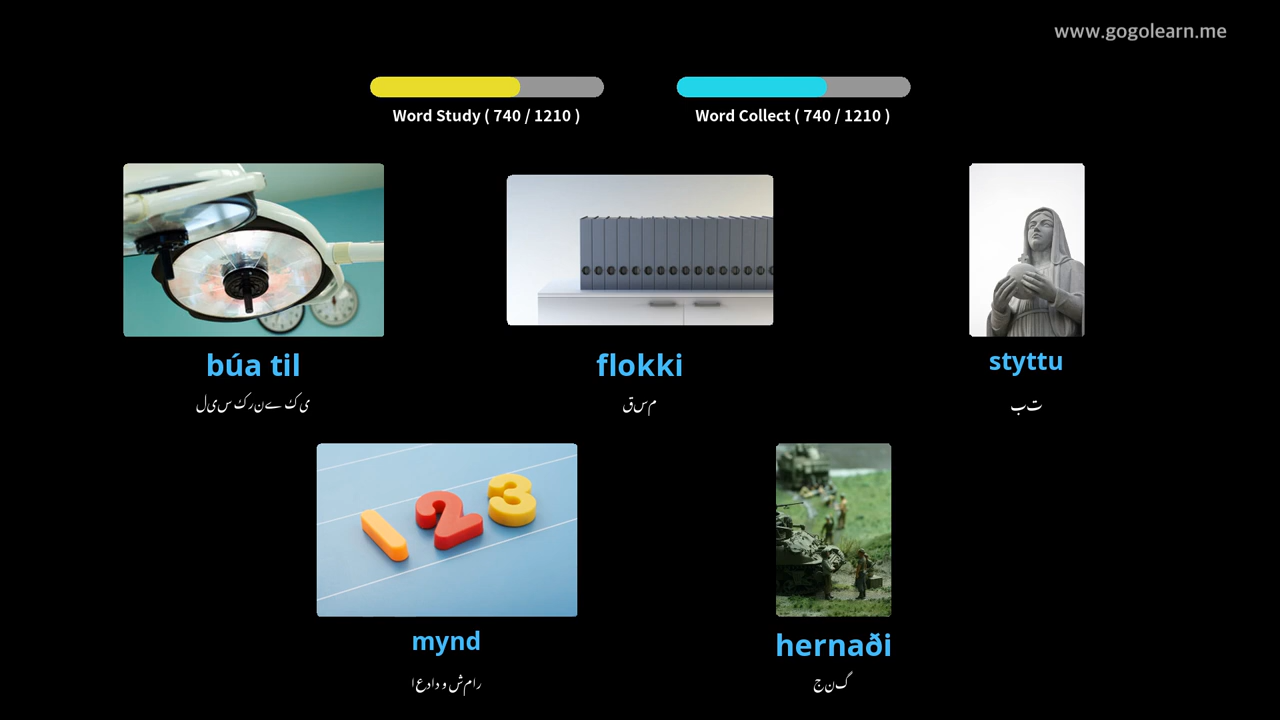 www.gogolearn.me
Word Study ( 740 / 1210 )
Word Collect ( 740 / 1210 )
búa til
لیس کرنے کی
flokki
قسم
styttu
بت
mynd
اعداد و شمار
hernaði
جنگ